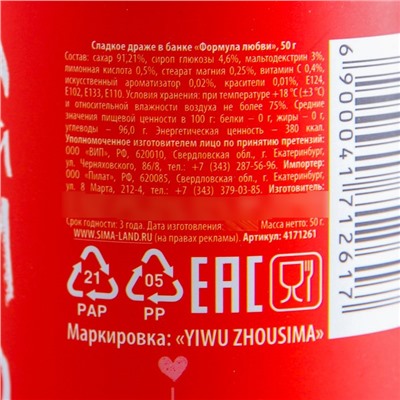 Сладкое драже в банке «Формула любви», 50 г
Состав: сахар 91,21%, сироп глюкозы 4,6%, мальтодекстрин 3%,
лимонная кислота 0,5%, стеарат магния 0,25%, витамин С 0,4%,
искусственный ароматизатор 0,02%, красители 0,01%, Е124,
Е102, Е133, Е110. Условия хранения: при температуре +18 °С (±3 °С)
и относительной влажности воздуха не более 75%. Средние
значения пищевой ценности в 100 г: белки – 0 г, жиры – 0 г,
углеводы – 96,0 г. Энергетическая ценность – 380 ккал.
Уполномоченное изготовителем лицо по принятию претензий:
ООО «ВИП», РФ, 620010, Свердловская обл., г. Екатеринбург,
ул. Черняховского, 86/8, тел.: +7 (343) 287-56-96. Импортер:
ООО «Пилат», РФ, 620085, Свердловская обл., г. Екатеринбург,
ул. 8 Марта, 212-4, тел.: +7 (343) 379-03-85. Изготовитель:
Срок годности: 3 года. Дата изготовления: Масса нетто: 50 г.
WWW.SIMA-LAND.RU (на правах рекламы). Артикул: 4171261
21
PAP
05
PP
EAC
Маркировка: «YIWU ZHOUSIMA»
6 900041 712617